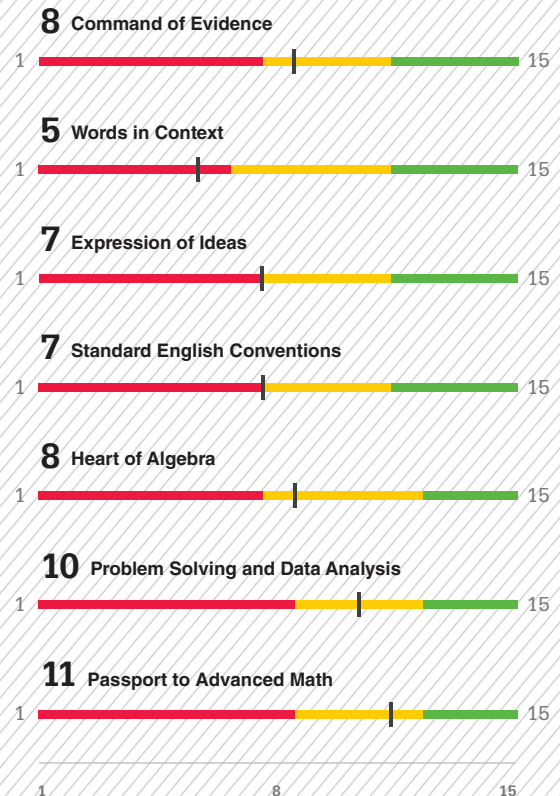 8 Command of Evidence
1 15
5 Words in Context
1 15
7 Expression of Ideas
1 15
7 Standard English Conventions
1 15
8 Heart of Algebra
1 15
10 Problem Solving and Data Analysis
1 15
11 Passport to Advanced Math
1 15
1 8 15